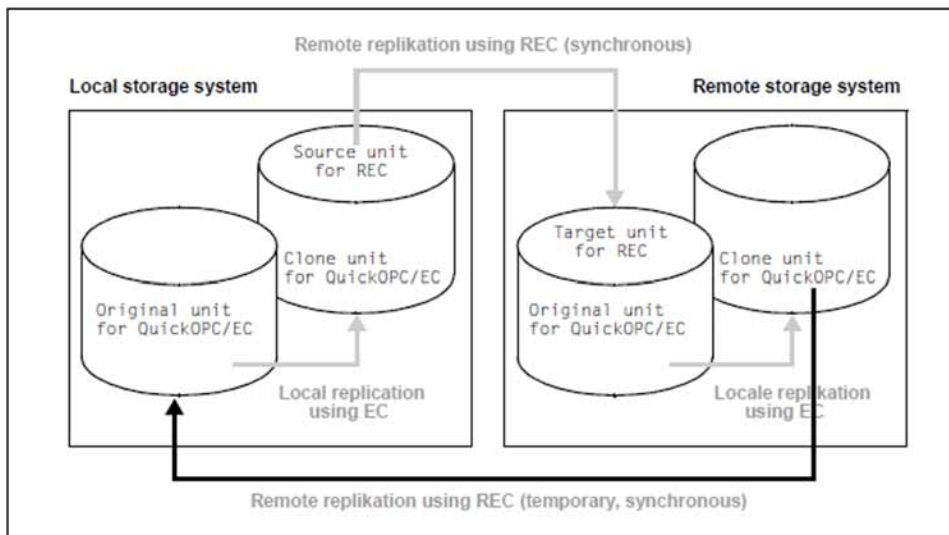 Remote replikation using REC (synchronous)
Local storage system
Remote storage system
Source unit
for REC
Clone unit
for QuickOPC/EC
Original unit
for QuickOPC/EC
Local replication
using EC
Target unit
for REC
Clone unit
for QuickOPC/EC
Original unit
for QuickOPC/EC
Locale replikation
using EC
Remote replikation using REC (temporary, synchronous)